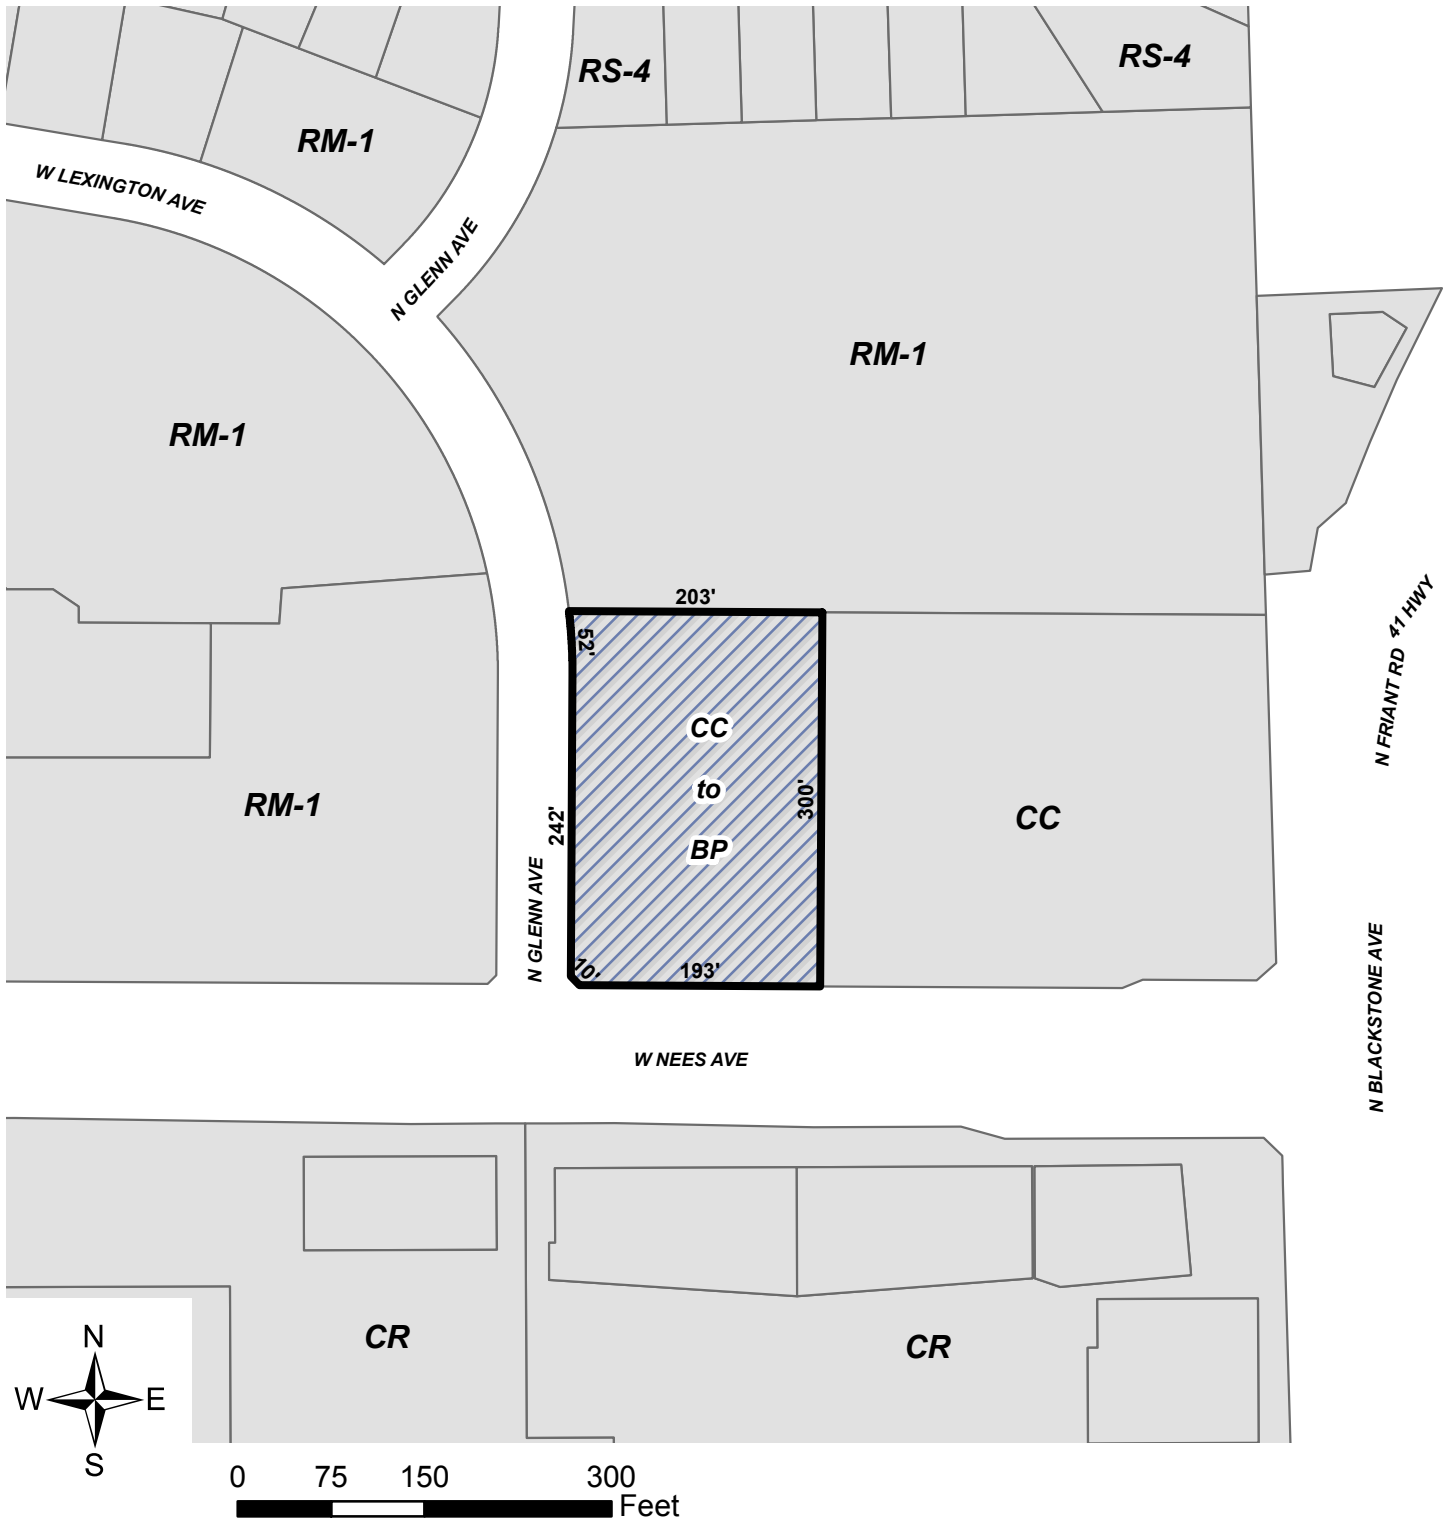 RS-4
RS-4
RM-1
W LEXINGTON AVE
N GLENN AVE
RM-1
RM-1
203'
52'
41 HWY
N FRIANT RD
CC
to
BP
300'
242'
RM-1
CC
N GLENN AVE
10'
193'
N BLACKSTONE AVE
W NEES AVE
CR
CR
N
W
E
S
0 75 150 300
Feet